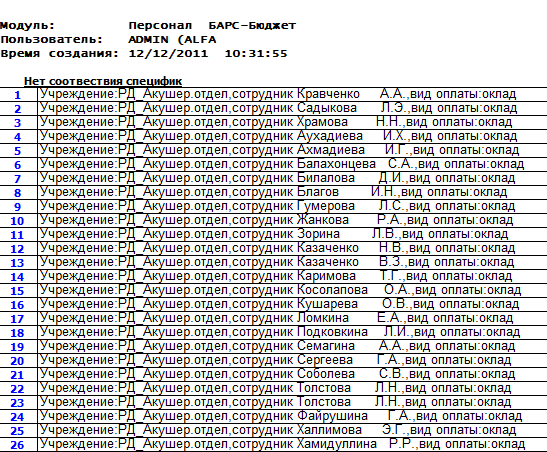 Модуль: Персонал БАРС-Бюджет
Пользователь: ADMIN (ALFA
Время создания: 12/12/2011 10:31:55
Нет соотвествия специфик
1 Учреждение:РД_Акушер.отдел,сотрудник Кравченко А.А.,вид оплаты:оклад
2 Учреждение:РД_Акушер.отдел,сотрудник Садыкова Л.Э.,вид оплаты:оклад
3 Учреждение:РД_Акушер.отдел,сотрудник Храмова Н.Н.,вид оплаты:оклад
4 Учреждение:РД_Акушер.отдел,сотрудник Аухадиева И.Х.,вид оплаты:оклад
5 Учреждение:РД_Акушер.отдел,сотрудник Ахмадиева И.Г.,вид оплаты:оклад
6 Учреждение:РД_Акушер.отдел,сотрудник Балахонцева С.А.,вид оплаты:оклад
7 Учреждение:РД_Акушер.отдел,сотрудник Бипалова Д.И.,вид оплаты:оклад
8 Учреждение:РД_Акушер.отдел,сотрудник Благов И.Н.,вид оплаты:оклад
9 Учреждение:РД_Акушер.отдел,сотрудник Гумерова Л.С.,вид оплаты:оклад
10 Учреждение:РД_Акушер.отдел,сотрудник Жанкова Р.А.,вид оплаты:оклад
11 Учреждение:РД_Акушер.отдел,сотрудник Зорина Л.В.,вид оплаты:оклад
12 Учреждение:РД_Акушер.отдел,сотрудник Казаченко Н.В.,вид оплаты:оклад
13 Учреждение:РД_Акушер.отдел,сотрудник Казаченко В.З.,вид оплаты:оклад
14 Учреждение:РД_Акушер.отдел,сотрудник Каримова Т.Г.,вид оплаты:оклад
15 Учреждение:РД_Акушер.отдел,сотрудник Косолапова О.А.,вид оплаты:оклад
16 Учреждение:РД_Акушер.отдел,сотрудник Кушарева О.В.,вид оплаты:оклад
17 Учреждение:РД_Акушер.отдел,сотрудник Ломкина Е.А.,вид оплаты:оклад
18 Учреждение:РД_Акушер.отдел,сотрудник Подковкина Л.И.,вид оплаты:оклад
19 Учреждение:РД_Акушер.отдел,сотрудник Семагина А.А.,вид оплаты:оклад
20 Учреждение:РД_Акушер.отдел,сотрудник Сергеева Г.А.,вид оплаты:оклад
21 Учреждение:РД_Акушер.отдел,сотрудник Соболева С.В.,вид оплаты:оклад
22 Учреждение:РД_Акушер.отдел,сотрудник Толстова Л.Н.,вид оплаты:оклад
23 Учреждение:РД_Акушер.отдел,сотрудник Толстова Л.Н.,вид оплаты:оклад
24 Учреждение:РД_Акушер.отдел,сотрудник Файрушина Г.А.,вид оплаты:оклад
25 Учреждение:РД_Акушер.отдел,сотрудник Халлимова Э.Г.,вид оплаты:оклад
26 Учреждение:РД_Акушер.отдел,сотрудник Хамидуллина Р.Р.,вид оплаты:оклад